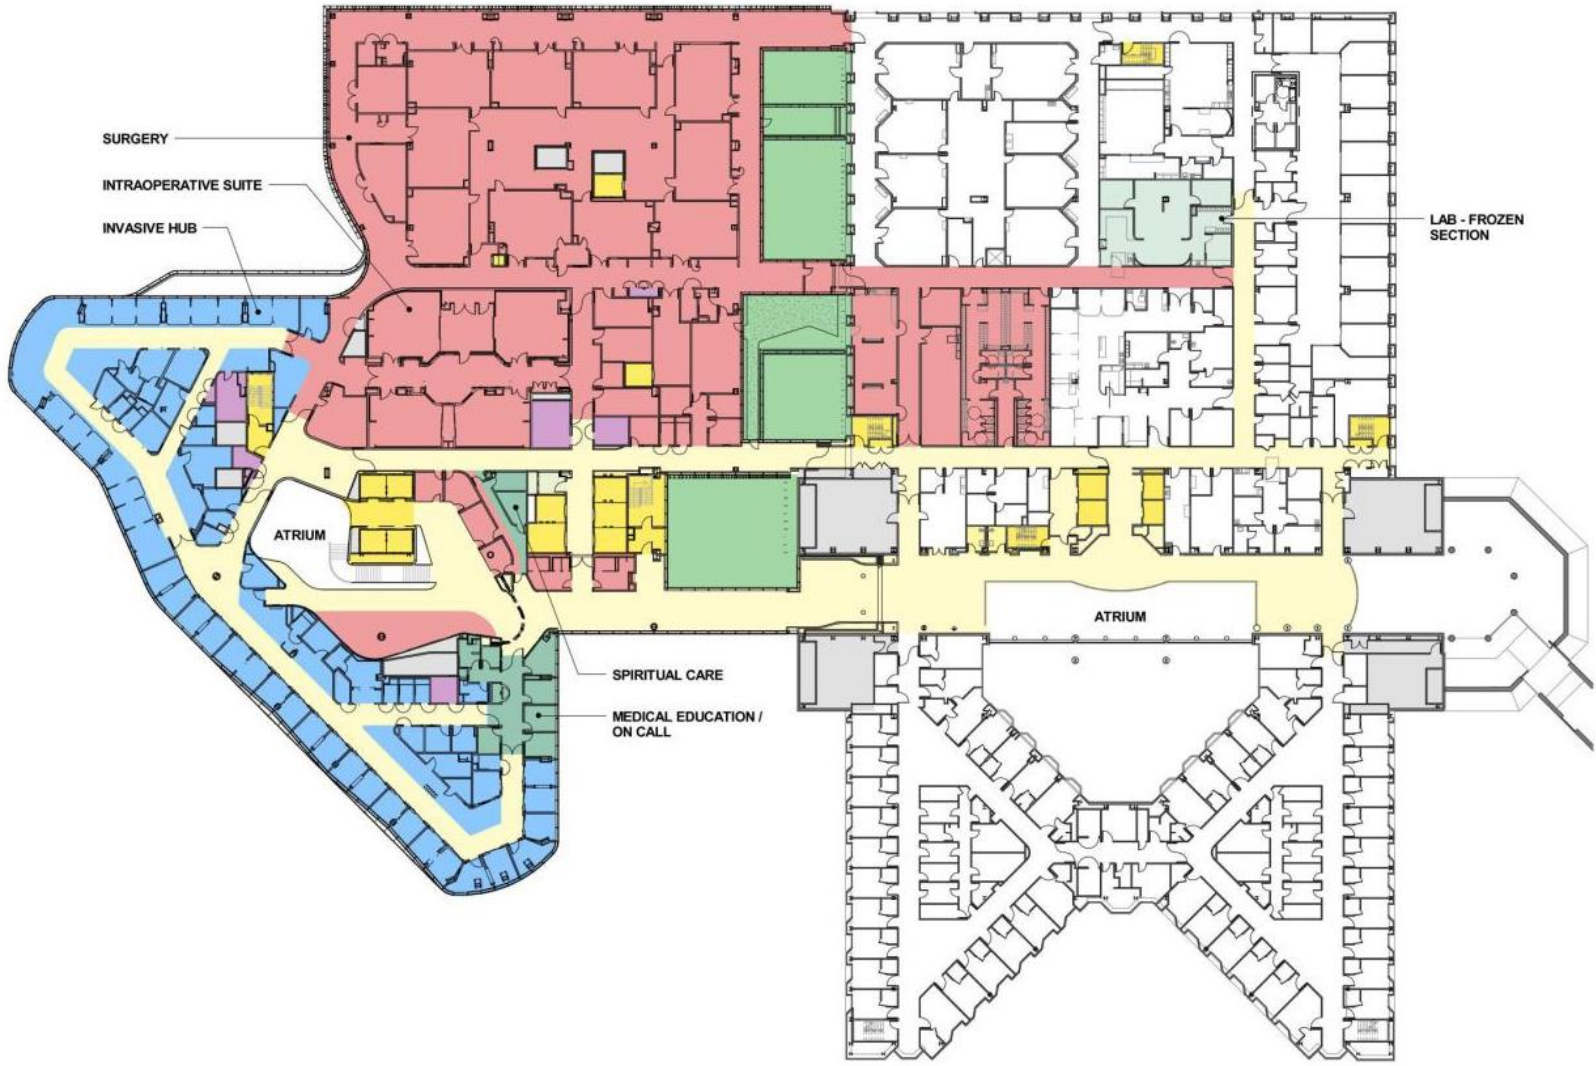 SURGERY
INTRAOPERATIVE SUITE
INVASIVE HUB
LAB - FROZEN
SECTION
ATRIUM
ATRIUM
SPIRITUAL CARE
MEDICAL EDUCATION /
ON CALL